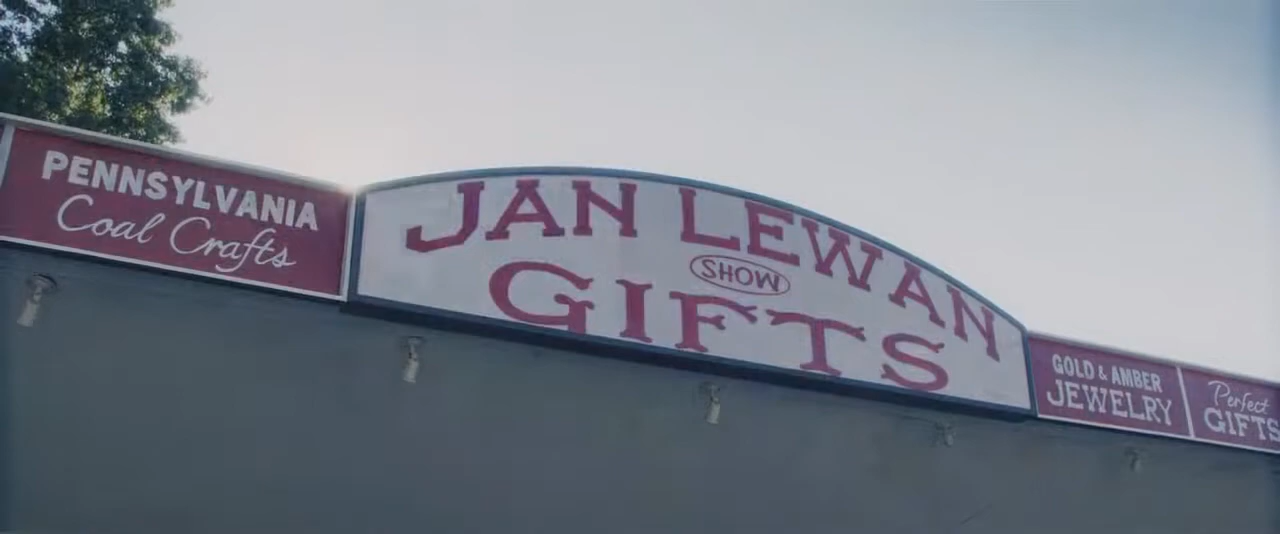 PENNSYLVANIA
Coal Crafts
JAN LEWAN
SHOW
GIFTS
GOLD & AMBER
JEWELRY
Perfect
GIFTS